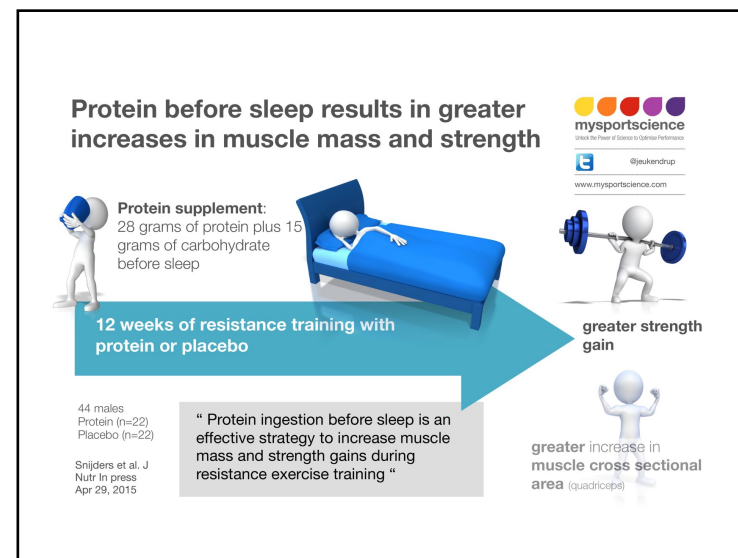 Protein before sleep results in greater
increases in muscle mass and strength
mysportscience
Unlock the Power of Science to Optimise Performance
@jeukendrup
www.mysportscience.com
Protein supplement:
28 grams of protein plus 15
grams of carbohydrate
before sleep
12 weeks of resistance training with
protein or placebo
greater strength
gain
44 males
Protein (n=22)
Placebo (n=22)
Snijders et al. J
Nutr In press
Apr 29, 2015
“ Protein ingestion before sleep is an
effective strategy to increase muscle
mass and strength gains during
resistance exercise training “
greater increase in
muscle cross sectional
area (quadriceps)